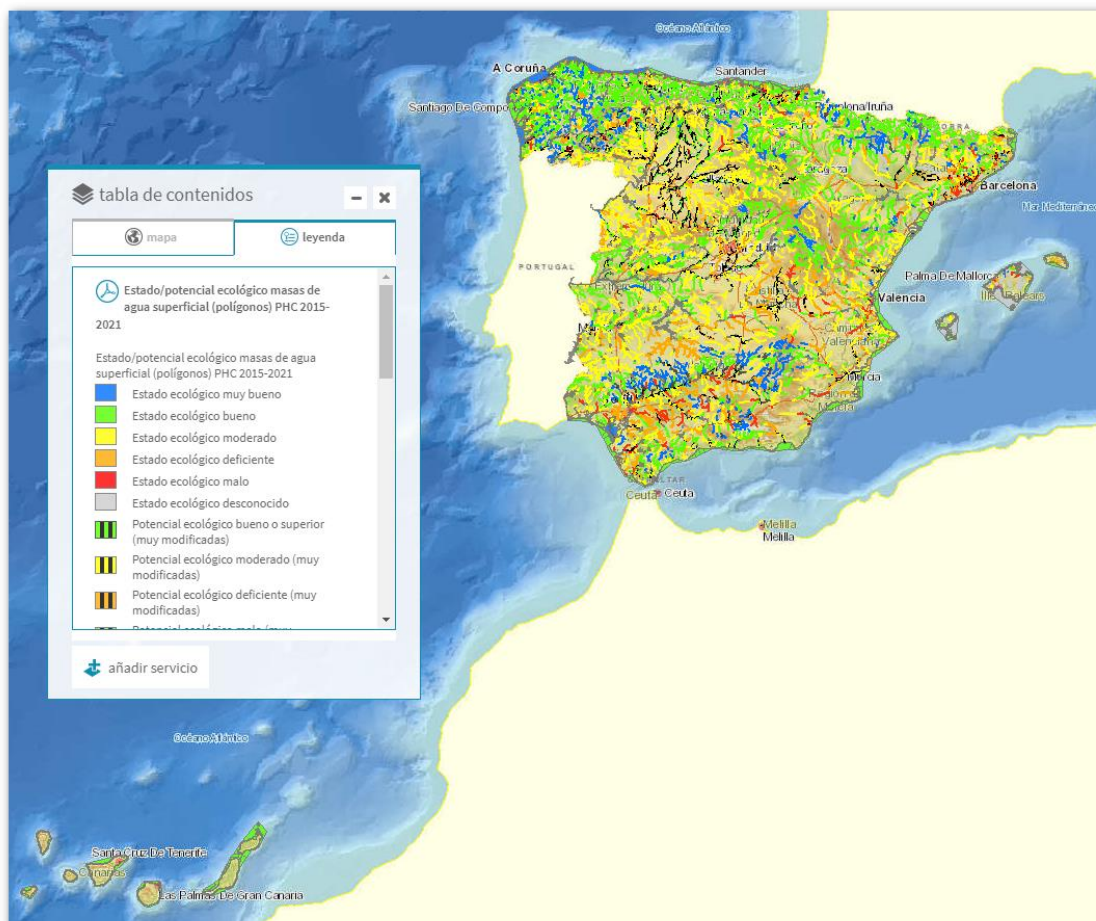 Océano Atlántico
A Coruña
Santander
Santiago De Compo
Barcelona
Mar Mediterráneo
PORTUGAL
Palma De Mallorca
Valencia
Murcia
Ceuta
Ceuta
Melilla
Melilla
tabla de contenidos
mapa
leyenda
Estado/potencial ecológico masas de
agua superficial (polígonos) PHC 2015-
2021
Estado/potencial ecológico masas de agua
superficial (polígonos) PHC 2015-2021
Estado ecológico muy bueno
Estado ecológico bueno
Estado ecológico moderado
Estado ecológico deficiente
Estado ecológico malo
Estado ecológico desconocido
Potencial ecológico bueno o superior
(muy modificadas)
Potencial ecológico moderado (muy
modificadas)
Potencial ecológico deficiente (muy
modificadas)
añadir servicio
Océano Atlántico
Santa Cruz De Tenerife
Canarias
Las Palmas De Gran Canaria